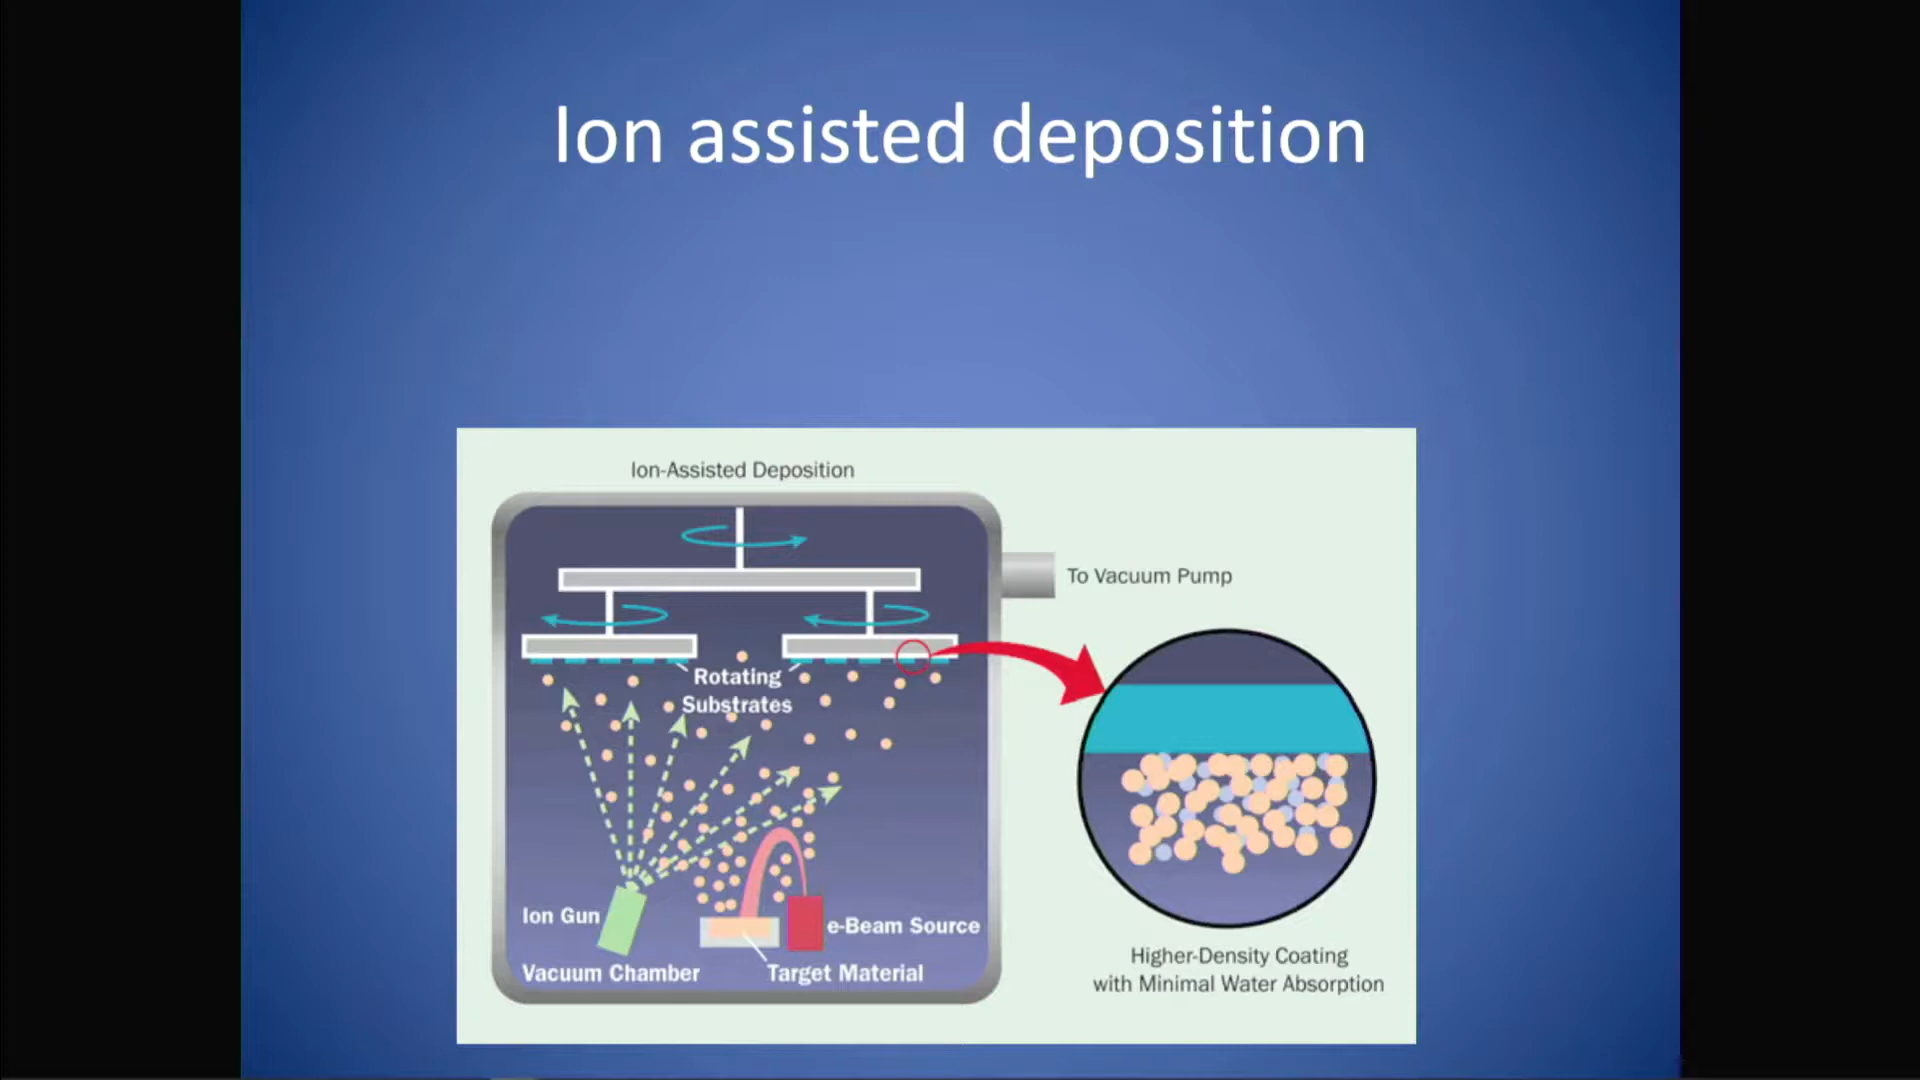 Ion assisted deposition
Ion-Assisted Deposition
To Vacuum Pump
Rotating
Substrates
Ion Gun
e-Beam Source
Vacuum Chamber
Target Material
Higher-Density Coating
with Minimal Water Absorption